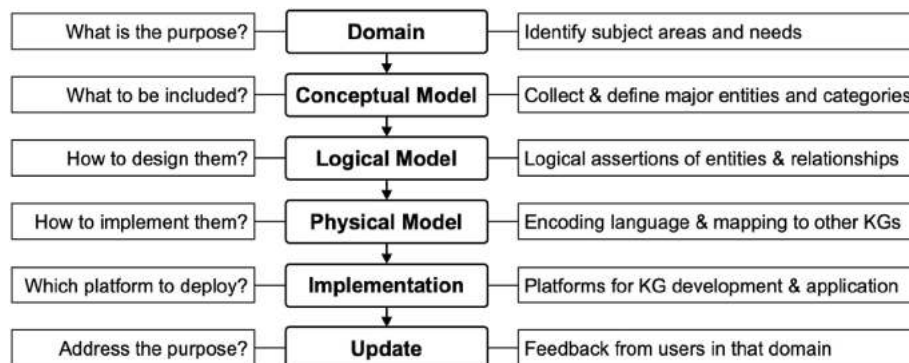 What is the purpose? Domain Identify subject areas and needs
What to be included? Conceptual Model Collect & define major entities and categories
How to design them? Logical Model Logical assertions of entities & relationships
How to implement them? Physical Model Encoding language & mapping to other KGs
Which platform to deploy? Implementation Platforms for KG development & application
Address the purpose? Update Feedback from users in that domain